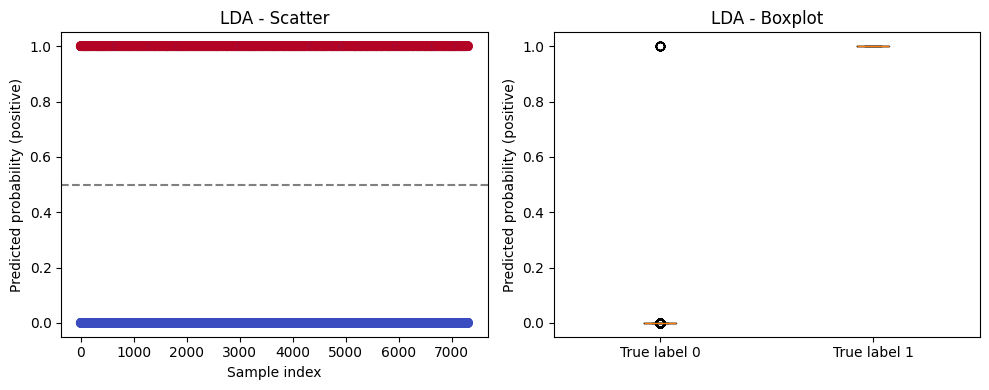 LDA - Scatter
Predicted probability (positive)
1.0
0.8
0.6
0.4
0.2
0.0
0 1000 2000 3000 4000 5000 6000 7000
Sample index
LDA - Boxplot
Predicted probability (positive)
1.0
0.8
0.6
0.4
0.2
0.0
True label 0 True label 1